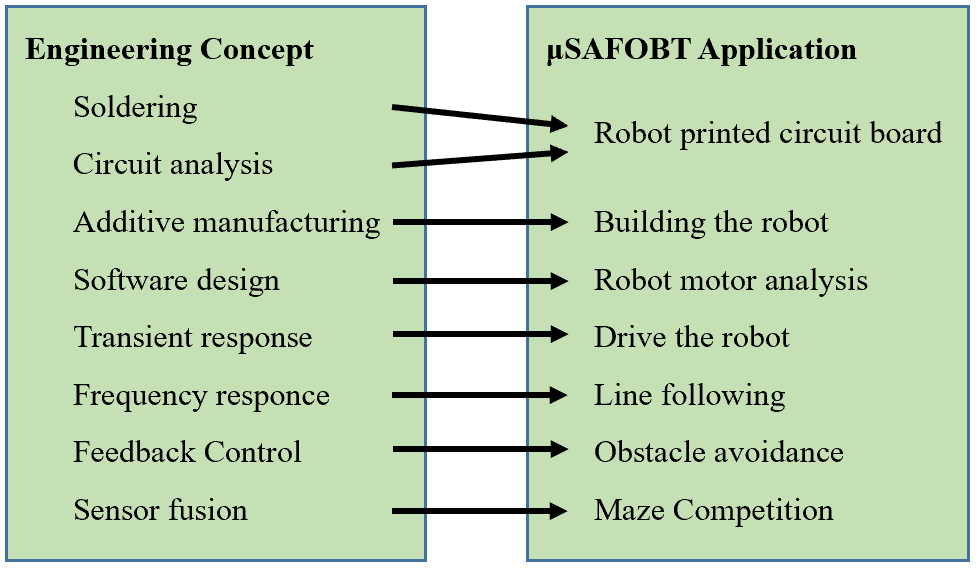 Engineering Concept
Soldering
Circuit analysis
Additive manufacturing
Software design
Transient response
Frequency responce
Feedback Control
Sensor fusion
µSAFOBT Application
Robot printed circuit board
Building the robot
Robot motor analysis
Drive the robot
Line following
Obstacle avoidance
Maze Competition